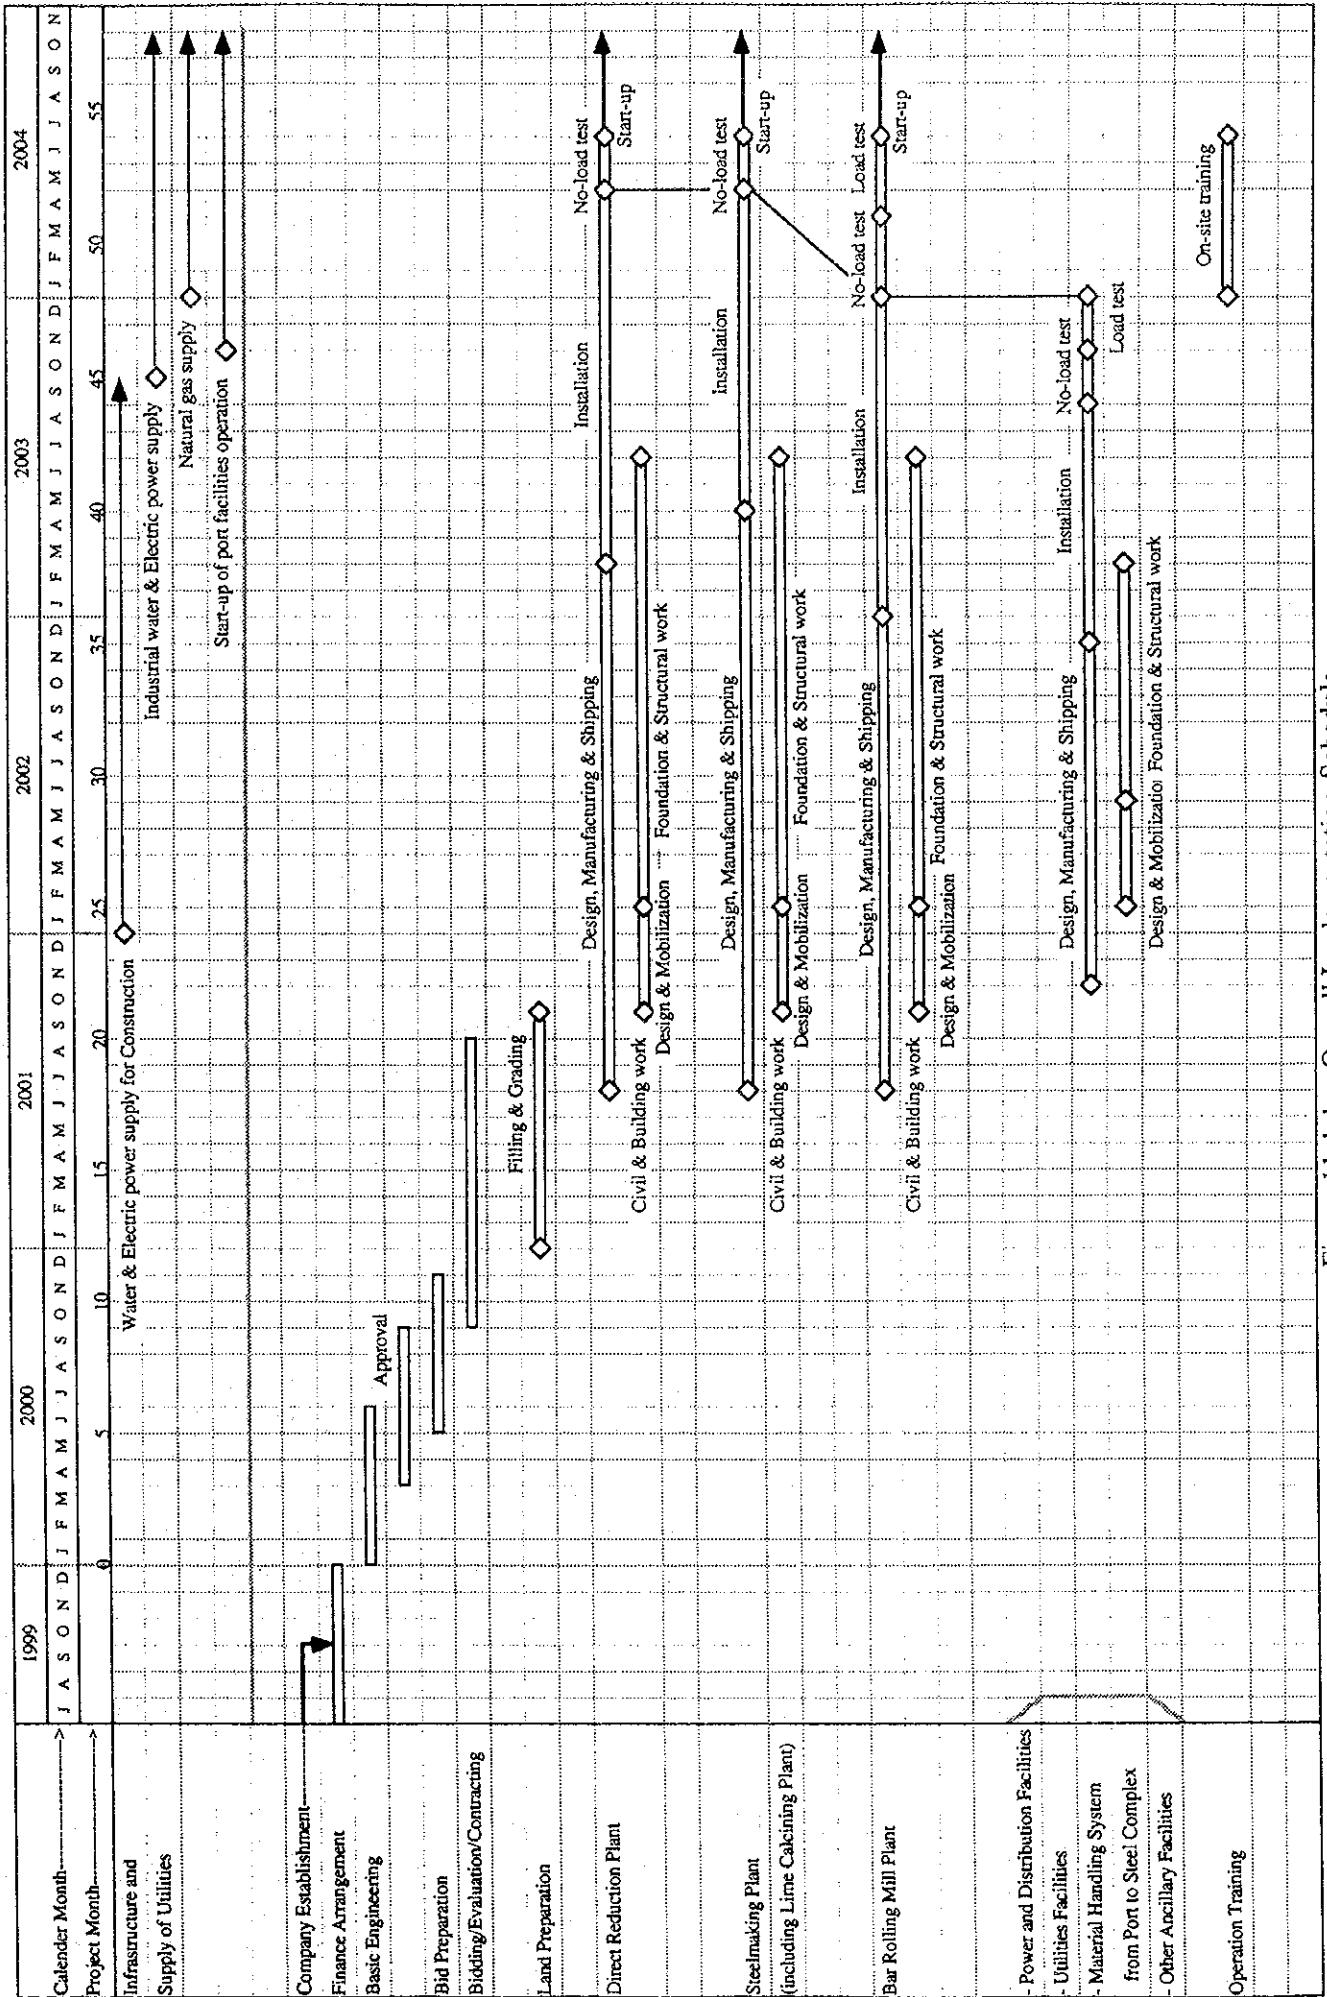 1999 2000 2001 2002 2003 2004
Calender Month---------> J A S O N D J F M A M J J A S O N D J F M A M J J A S O N D J F M A M J J A S O N D J F M A M J J A S O N D J F M A M J J A S O N
Project Month---------> 0 5 10 15 20 25 30 35 40 45 50 55
Infrastructure and
Supply of Utilities
Water & Electric power supply for Construction
Industrial water & Electric power supply
Natural gas supply
Start-up of port facilities operation
Company Establishment
Finance Arrangement
Basic Engineering
Approval
Bid Preparation
Bidding/Evaluation/Contracting
Land Preparation
Filling & Grading
Direct Reduction Plant
Design, Manufacturing & Shipping
Installation
No-load test
Start-up
Civil & Building work
Design & Mobilization
Foundation & Structural work
Steelmaking Plant
(including Lime Calcining Plant)
Design, Manufacturing & Shipping
Installation
No-load test
Start-up
Civil & Building work
Design & Mobilization
Foundation & Structural work
Bar Rolling Mill Plant
Design, Manufacturing & Shipping
Installation
No-load test
Load test
Start-up
Civil & Building work
Design & Mobilization
Foundation & Structural work
- Power and Distribution Facilities
- Utilities Facilities
- Material Handling System
from Port to Steel Complex
- Other Ancillary Facilities
Design, Manufacturing & Shipping
Installation
No-load test
Load test
Design & Mobilizatio Foundation & Structural work
Operation Training
On-site training